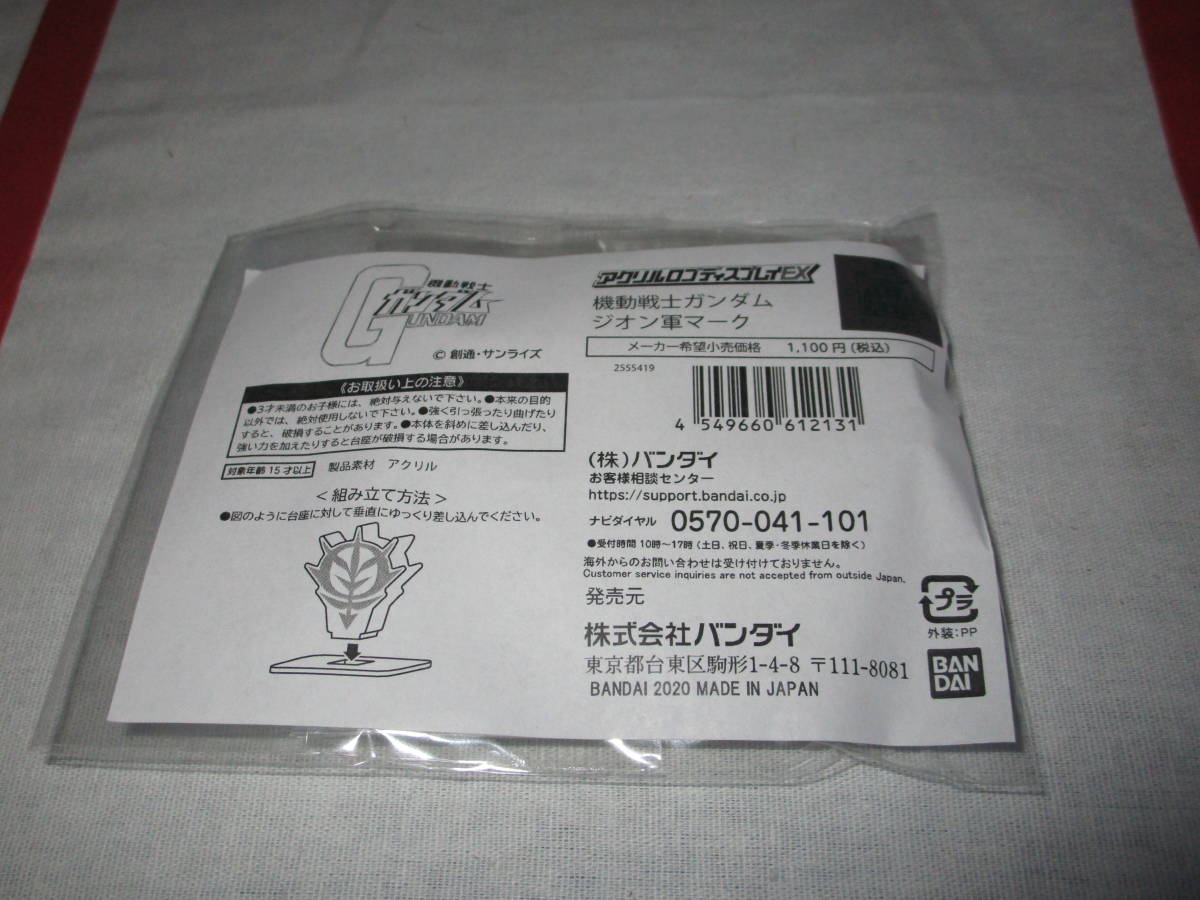 機動戦士
ガンダム
GUNDAM
© 創通・サンライズ
《お取扱い上の注意》
●3才未満のお子様には、絶対与えないで下さい。●本来の目的
以外では、絶対使用しないで下さい。●強く引っ張ったり曲げたり
すると、破損することがあります。●本体を斜めに差し込んだり、
強い力を加えたりすると台座が破損する場合があります。
対象年齢 15才以上 製品素材 アクリル
＜組み立て方法＞
●図のように台座に対して垂直にゆっくり差し込んでください。
アクリルロゴディスプレイEX
機動戦士ガンダム
ジオン軍マーク
メーカー希望小売価格 1,100円(税込)
2555419
4 549660 612131
(株)バンダイ
お客様相談センター
https://support.bandai.co.jp
ナビダイヤル 0570-041-101
●受付時間 10時～17時 (土日、祝日、夏季・冬季休業日を除く)
海外からのお問い合わせは受け付けておりません。
Customer service inquiries are not accepted from outside Japan.
発売元
株式会社バンダイ
東京都台東区駒形1-4-8 〒111-8081
BANDAI 2020 MADE IN JAPAN
プラ
外装:PP
BAN
DAI